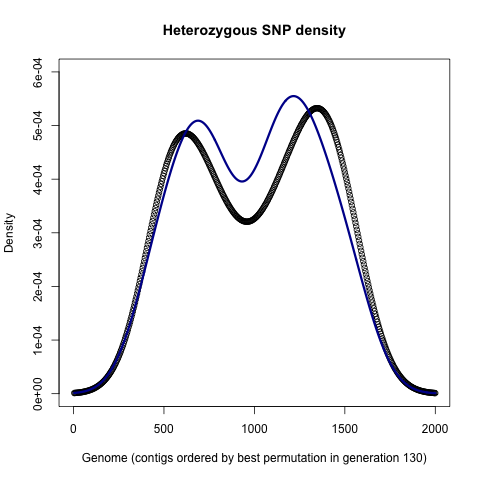 Heterozygous SNP density
6e-04
5e-04
4e-04
3e-04
2e-04
1e-04
0e+00
Density
0 500 1000 1500 2000
Genome (contigs ordered by best permutation in generation 130)